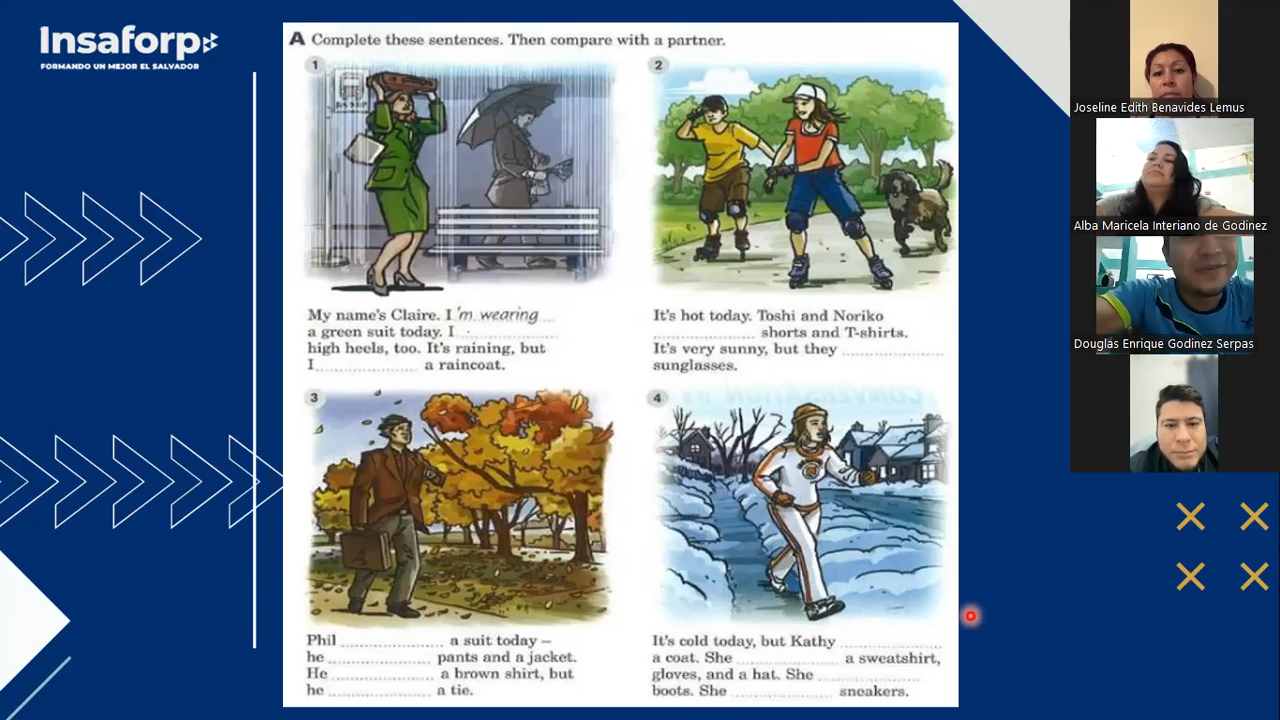 Insaforp
FORMANDO UN MEJOR EL SALVADOR
A Complete these sentences. Then compare with a partner.
1
My name's Claire. I 'm wearing
a green suit today. I ...............
high heels, too. It's raining, but
I ............... a raincoat.
2
It's hot today. Toshi and Noriko
............... shorts and T-shirts.
It's very sunny, but they ...............
sunglasses.
3
Phil ............... a suit today –
he ............... pants and a jacket.
He ............... a brown shirt, but
he ............... a tie.
4
It's cold today, but Kathy ...............
a coat. She ............... a sweatshirt,
gloves, and a hat. She ...............
boots. She ............... sneakers.
Joseline Edith Benavides Lemus
Alba Maricela Interiano de Godinez
Douglas Enrique Godinez Serpas